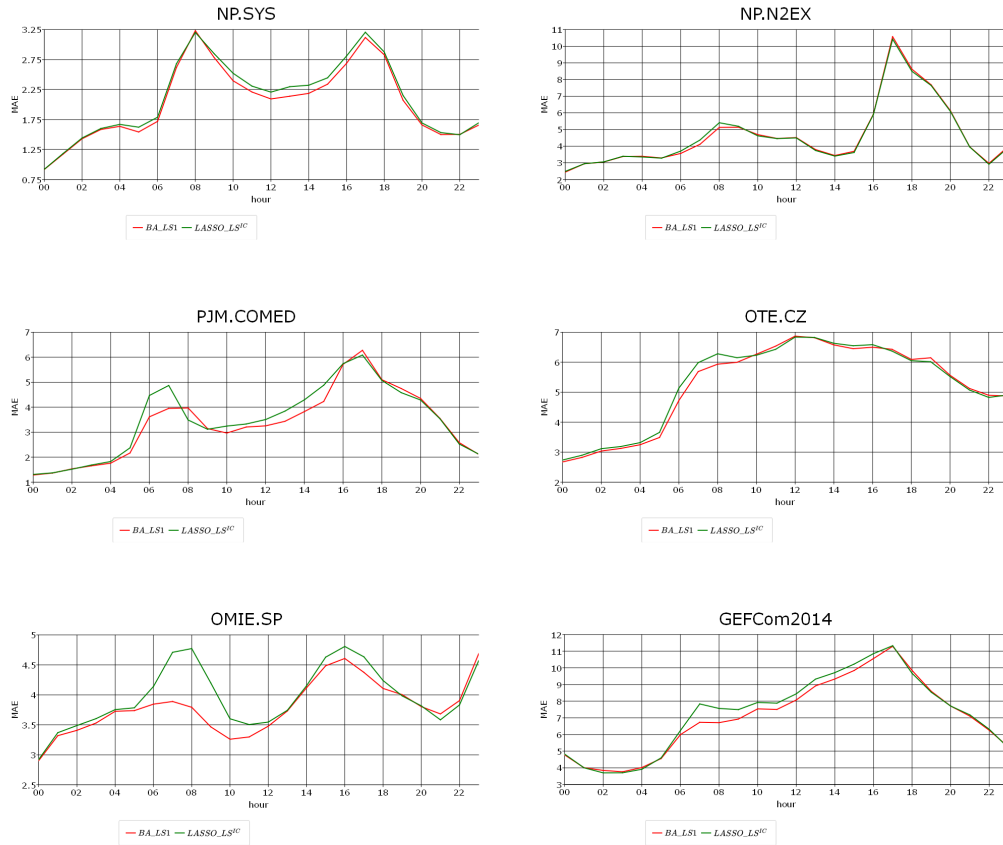 NP.SYS
3.25
2.75
2.25
1.75
1.25
0.75
MAE
00 02 04 06 08 10 12 14 16 18 20 22
hour
BA_LS1 LASSO_LS^IC
NP.N2EX
11
10
9
8
7
6
5
4
3
2
MAE
00 02 04 06 08 10 12 14 16 18 20 22
hour
BA_LS1 LASSO_LS^IC
PJM.COMED
7
6
5
4
3
2
1
MAE
00 02 04 06 08 10 12 14 16 18 20 22
hour
BA_LS1 LASSO_LS^IC
OTE.CZ
7
6
5
4
3
2
MAE
00 02 04 06 08 10 12 14 16 18 20 22
hour
BA_LS1 LASSO_LS^IC
OMIE.SP
5
4.5
4
3.5
3
2.5
MAE
00 02 04 06 08 10 12 14 16 18 20 22
hour
BA_LS1 LASSO_LS^IC
GEFCom2014
12
11
10
9
8
7
6
5
4
3
MAE
00 02 04 06 08 10 12 14 16 18 20 22
hour
BA_LS1 LASSO_LS^IC